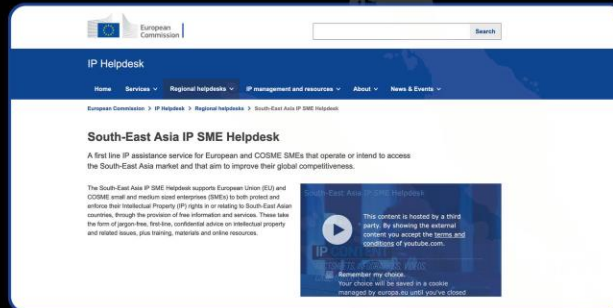 European
Commission
Search
IP Helpdesk
Home Services Regional helpdesks IP management and resources About News & Events
European Commission > IP Helpdesk > Regional helpdesks > South-East Asia IP SME Helpdesk
South-East Asia IP SME Helpdesk
A first line IP assistance service for European and COSME SMEs that operate or intend to access
the South-East Asia market and that aim to improve their global
competitiveness.
The South-East Asia IP SME Helpdesk supports European Union (EU) and
COSME small and medium sized enterprises (SMEs) to both protect and
enforce their Intellectual Property (IP) rights in or relating to South-East Asian
countries, through the provision of free information and services. These take
the form of jargon-free, first-line, confidential advice on intellectual property
and related issues, plus training, materials and online resources.
South-East Asia IP SME Helpdesk
This content is hosted by a third
party. By showing the external
content you accept the terms and
conditions of youtube.com.
IP
Remember my choice.
Your choice will be saved in a cookie
managed by europa.eu until you've closed